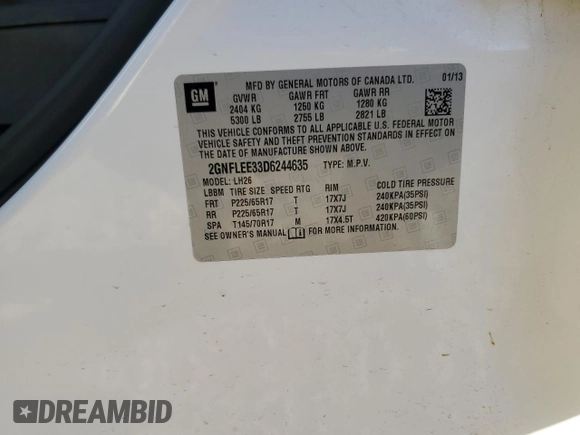 GM
MFD BY GENERAL MOTORS OF CANADA LTD. 01/13
GVWR GAWR FRT GAWR RR
2404 KG 1250 KG 1280 KG
5300 LB 2755 LB 2821 LB
THIS VEHICLE CONFORMS TO ALL APPLICABLE U.S. FEDERAL MOTOR
VEHICLE SAFETY AND THEFT PREVENTION STANDARDS IN EFFECT ON
THE DATE OF MANUFACTURE SHOWN ABOVE.
2GNFLEE33D6244635 TYPE: M.P.V.
MODEL: LH26
LBBM TIRE SIZE SPEED RTG RIM COLD TIRE PRESSURE
FRT P225/65R17 T 17X7J 240KPA(35PSI)
RR P225/65R17 T 17X7J 240KPA(35PSI)
SPA T145/70R17 M 17X4.5T 420KPA(60PSI)
SEE OWNER'S MANUAL FOR MORE INFORMATION.
DREAMBID